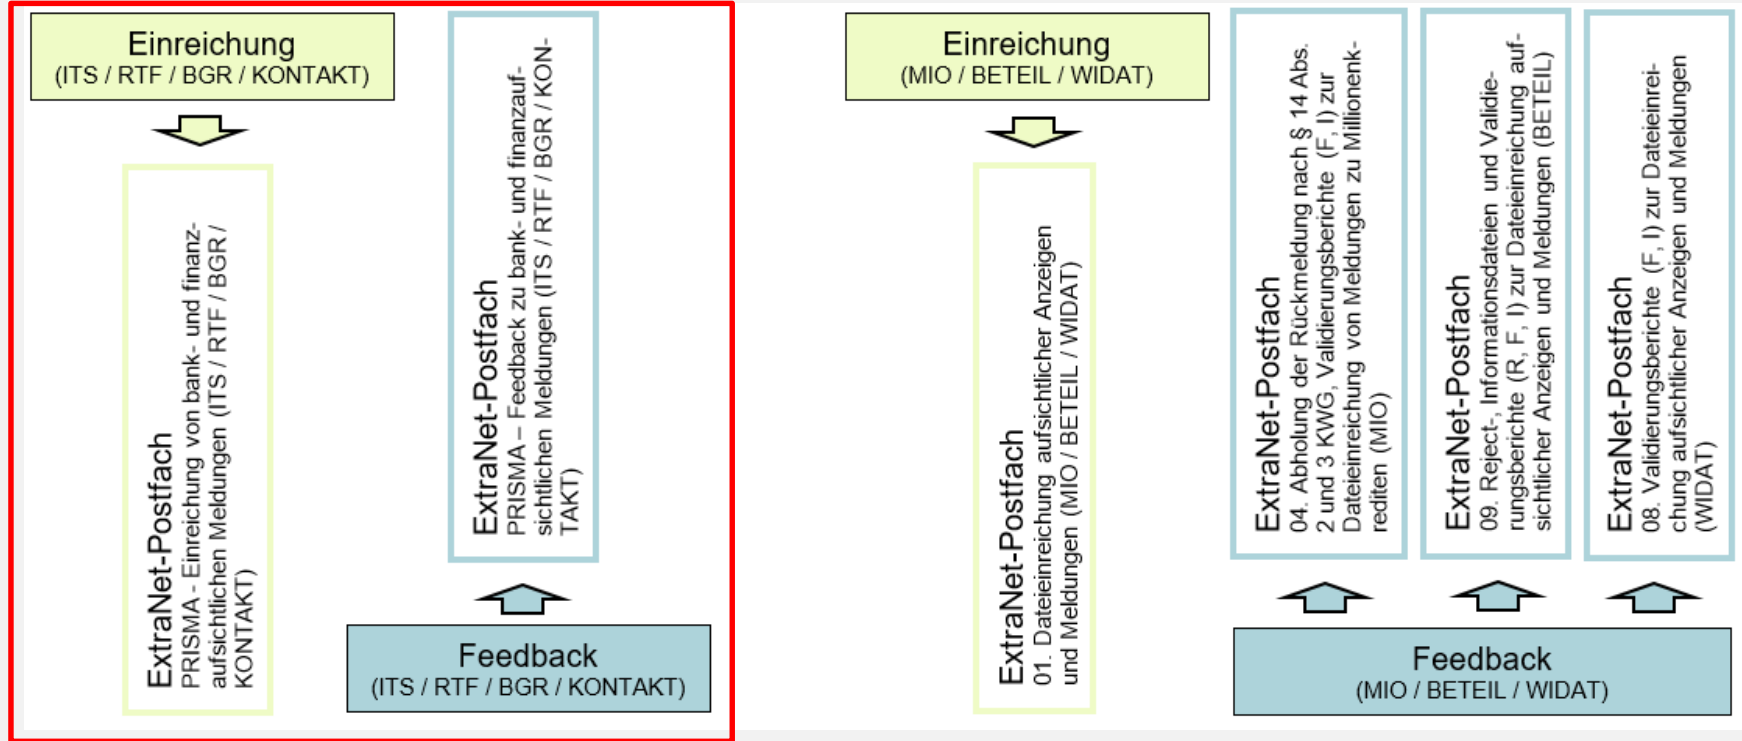 Einreichung
(ITS / RTF / BGR / KONTAKT)
ExtraNet-Postfach
PRISMA - Einreichung von bank- und finanz-
aufsichtlichen Meldungen (ITS / RTF / BGR /
KONTAKT)
ExtraNet-Postfach
PRISMA – Feedback zu bank- und finanzauf-
sichtlichen Meldungen (ITS / RTF / BGR / KON-
TAKT)
Feedback
(ITS / RTF / BGR / KONTAKT)
Einreichung
(MIO / BETEIL / WIDAT)
ExtraNet-Postfach
01. Dateieinreichung aufsichtlicher Anzeigen
und Meldungen (MIO / BETEIL / WIDAT)
ExtraNet-Postfach
04. Abholung der Rückmeldung nach § 14 Abs.
2 und 3 KWG, Validierungsberichte (F, I) zur
Dateieinreichung von Meldungen zu Millionenk-
rediten (MIO)
ExtraNet-Postfach
09. Reject-, Informationsdateien und Validie-
rungsberichte (R, F, I) zur Dateieinreichung auf-
sichtlicher Anzeigen und Meldungen (BETEIL)
ExtraNet-Postfach
08. Validierungsberichte (F, I) zur Dateieinrei-
chung aufsichtlicher Anzeigen und Meldungen
(WIDAT)
Feedback
(MIO / BETEIL / WIDAT)